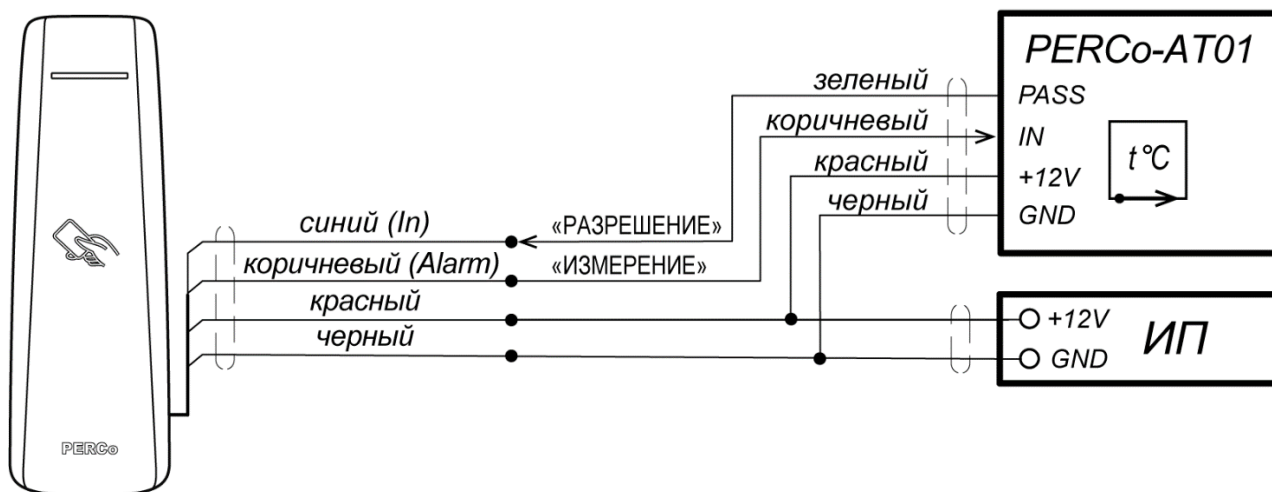 PERCo-AT01
зеленый
PASS
коричневый
IN
t°C
красный
+12V
черный
GND
синий (In)
«РАЗРЕШЕНИЕ»
коричневый (Alarm)
«ИЗМЕРЕНИЕ»
красный
+12V
ИП
черный
GND
PERCo